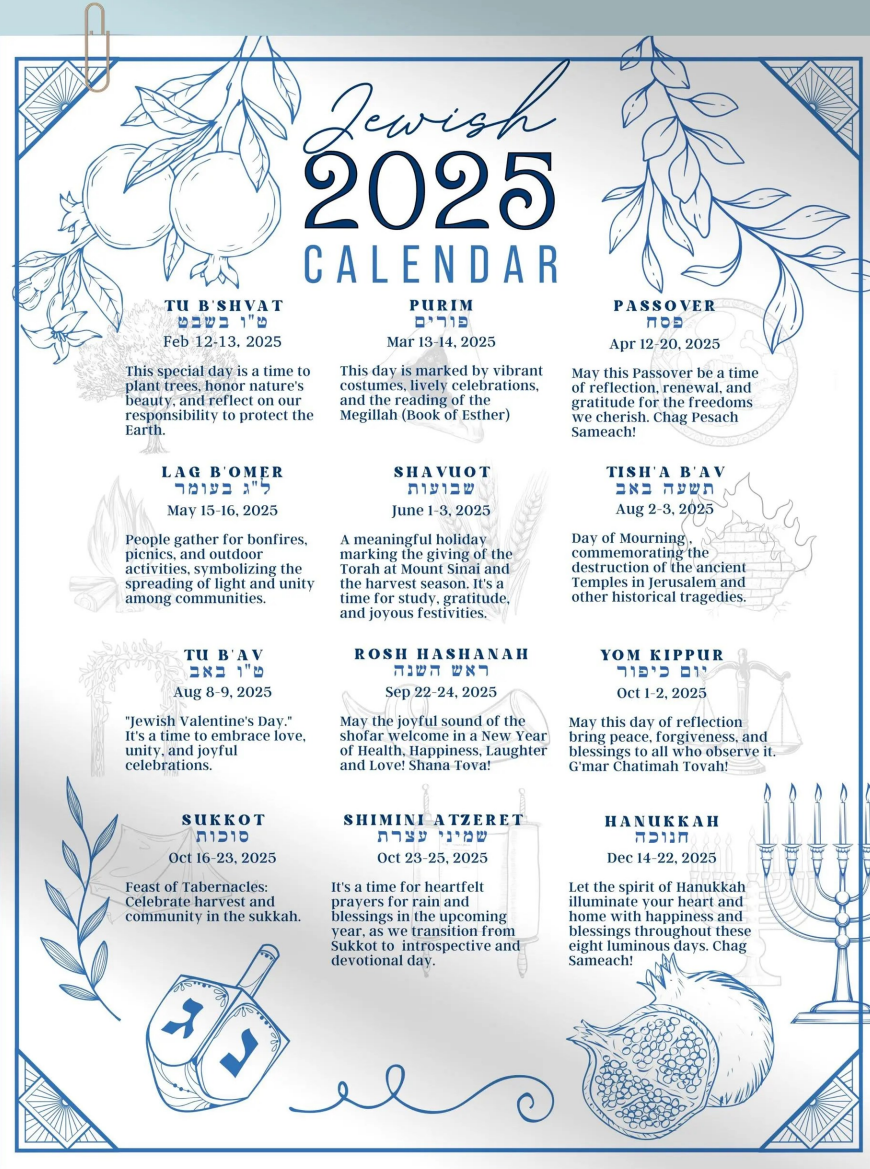 Jewish
2025
CALENDAR
TU B'SHVAT
ט"ו בשבט
Feb 12-13, 2025
This special day is a time to
plant trees, honor nature's
beauty, and reflect on our
responsibility to protect the
Earth.
PURIM
פורים
Mar 13-14, 2025
This day is marked by vibrant
costumes, lively celebrations,
and the reading of the
Megillah (Book of Esther)
PASSOVER
פסח
Apr 12-20, 2025
May this Passover be a time
of reflection, renewal, and
gratitude for the freedoms
we cherish. Chag Pesach
Sameach!
LAG B'OMER
ל"ג בעומר
May 15-16, 2025
People gather for bonfires,
picnics, and outdoor
activities, symbolizing the
spreading of light and unity
among communities.
SHAVUOT
שבועות
June 1-3, 2025
A meaningful holiday
marking the giving of the
Torah at Mount Sinai and
the harvest season. It's a
time for study, gratitude,
and joyous festivities.
TISH'A B'AV
תשעה באב
Aug 2-3, 2025
Day of Mourning ,
commemorating the
destruction of the ancient
Temples in Jerusalem and
other historical tragedies.
TU B'AV
ט"ו באב
Aug 8-9, 2025
"Jewish Valentine's Day."
It's a time to embrace love,
unity, and joyful
celebrations.
ROSH HASHANAH
ראש השנה
Sep 22-24, 2025
May the joyful sound of the
shofar welcome in a New Year
of Health, Happiness, Laughter
and Love! Shana Tova!
YOM KIPPUR
יום כיפור
Oct 1-2, 2025
May this day of reflection
bring peace, forgiveness, and
blessings to all who observe it.
G'mar Chatimah Tovah!
SUKKOT
סוכות
Oct 16-23, 2025
Feast of Tabernacles:
Celebrate harvest and
community in the sukkah.
SHIMINI ATZERET
שמיני עצרת
Oct 23-25, 2025
It's a time for heartfelt
prayers for rain and
blessings in the upcoming
year, as we transition from
Sukkot to introspective and
devotional day.
HANUKKAH
חנוכה
Dec 14-22, 2025
Let the spirit of Hanukkah
illuminate your heart and
home with happiness and
blessings throughout these
eight luminous days. Chag
Sameach!
ג נ